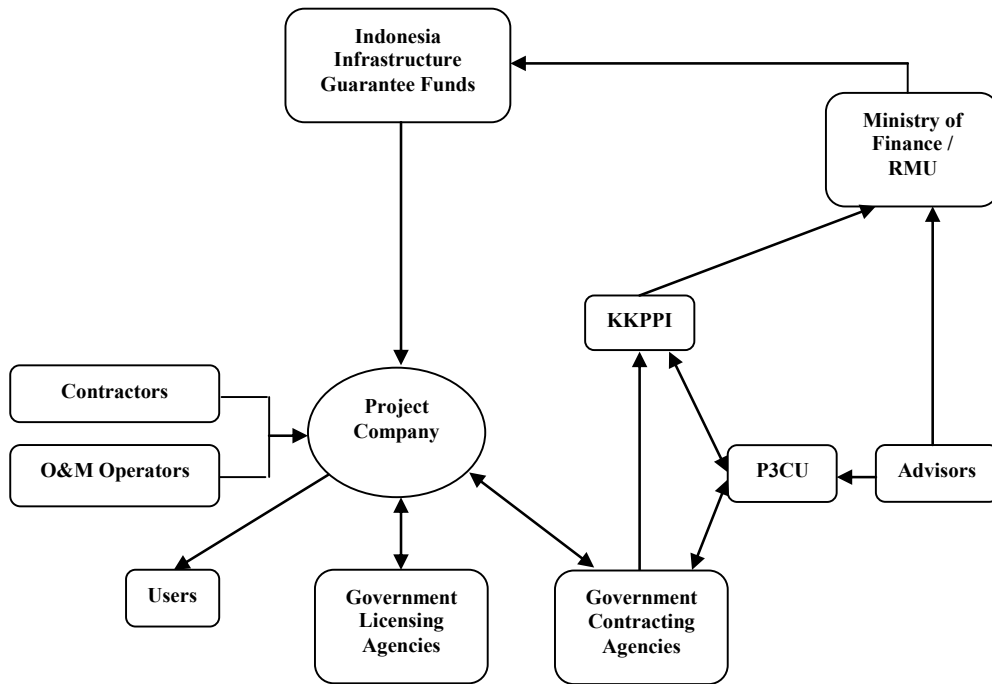 Indonesia
Infrastructure
Guarantee Funds
Ministry of
Finance /
RMU
KKPPI
Contractors
Project
Company
O&M Operators
P3CU
Advisors
Users
Government
Licensing
Agencies
Government
Contracting
Agencies